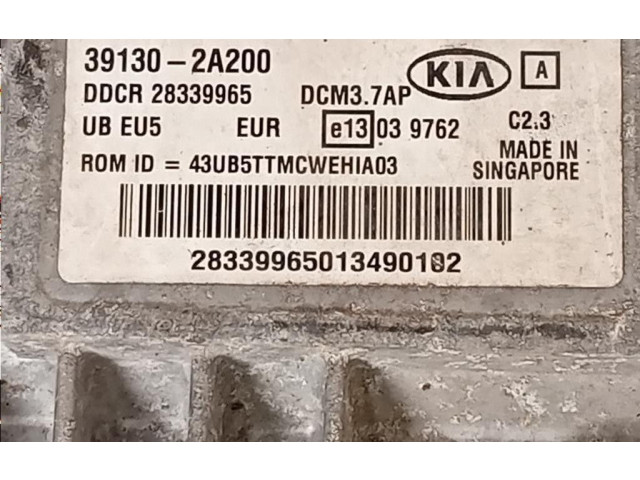 39130-2A200 KIA A
DDCR 28339965 DCM3.7AP
UB EU5 EUR e13 03 9762 C2.3
ROM ID = 43UB5TTMCWEHIA03 MADE IN
SINGAPORE
28339965013490102